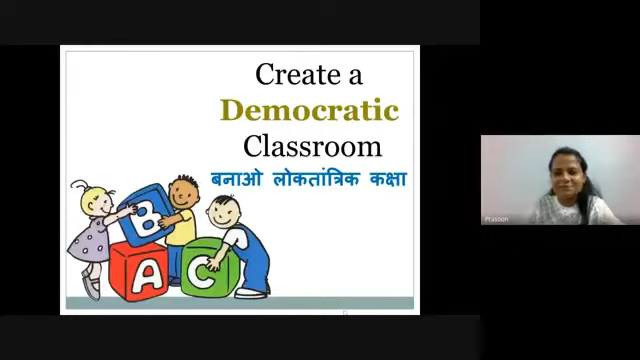 Create a
Democratic
Classroom
बनाओ लोकतांत्रिक कक्षा
B
A C
Prasoon